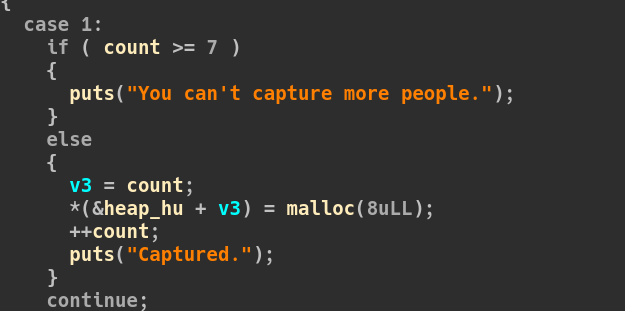 {
case 1:
if ( count >= 7 )
{
puts("You can't capture more people.");
}
else
{
v3 = count;
*(&heap_hu + v3) = malloc(8uLL);
++count;
puts("Captured.");
}
continue;